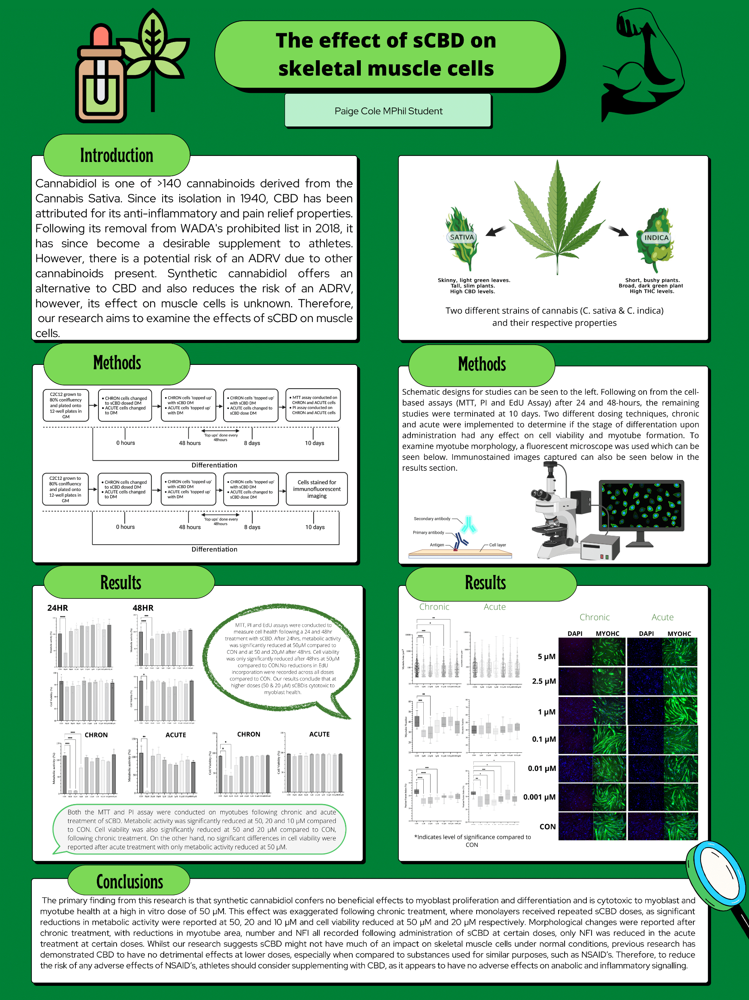 The effect of sCBD on
skeletal muscle cells
Paige Cole MPhil Student
Introduction
Cannabidiol is one of >140 cannabinoids derived from the
Cannabis Sativa. Since its isolation in 1940, CBD has been
attributed for its anti-inflammatory and pain relief properties.
Following its removal from WADA's prohibited list in 2018, it
has since become a desirable supplement to athletes.
However, there is a potential risk of an ADRV due to other
cannabinoids present. Synthetic cannabidiol offers an
alternative to CBD and also reduces the risk of an ADRV,
however, its effect on muscle cells is unknown. Therefore,
our research aims to examine the effects of sCBD on muscle
cells.
SATIVA
INDICA
Skinny, light green leaves.
Tall, slim plants.
High CBD levels.
Short, bushy plants.
Broad, dark green plant
High THC levels.
Two different strains of cannabis (C. sativa & C. indica)
and their respective properties
Methods
C2C12 grown to
80% conlfluency
and plated onto
12-well plates in
GM
• CHRON cells changed
to sCBD dosed DM
• ACUTE cells changed
to DM
• CHRON cells 'topped up'
with sCBD DM
• ACUTE cells 'topped up'
with DM
• CHRON cells 'topped up'
with sCBD DM
• ACUTE cells changed to
sCBD dose DM
• MTT assay conducted on
CHRON and ACUTE cells
• PI assay conducted on
CHRON and ACUTE cells
'Top ups' done every
48hours
0 hours
48 hours
8 days
10 days
Differentiation
C2C12 grown to
80% conlfluency
and plated onto
12-well plates in
GM
• CHRON cells changed
to sCBD dosed DM
• ACUTE cells changed
to DM
• CHRON cells 'topped up'
with sCBD DM
• ACUTE cells 'topped up'
with DM
• CHRON cells 'topped up'
with sCBD DM
• ACUTE cells changed to
sCBD dose DM
Cells stained for
immunofluorescent
imaging
'Top ups' done every
48hours
0 hours
48 hours
8 days
10 days
Differentiation
Methods
Schematic designs for studies can be seen to the left. Following on from the cell-
based assays (MTT, PI and EdU Assay) after 24 and 48-hours, the remaining
studies were terminated at 10 days. Two different dosing techniques, chronic
and acute were implemented to determine if the stage of differentation upon
administration had any effect on cell viability and myotube formation. To
examine myotube morphology, a fluorescent microscope was used which can be
seen below. Immunostained images captured can also be seen below in the
results section.
Secondary antibody
Primary antibody
Antigen
Cell layer
Results
24HR
48HR
Metabolic activity (%)
Metabolic activity (%)
Cell Viability (%)
Cell Viability (%)
MTT, PI and EdU assays were conducted to
measure cell health following a 24 and 48hr
treatment with sCBD. After 24hrs, metabolic activity
was significantly reduced at 50µM compared to
CON and at 50 and 20µM after 48hrs. Cell viability
was only significantly reduced after 48hrs at 50µM
compared to CON.No reductions in EdU
incorporation were recorded across all doses
compared to CON. Our results conclude that at
higher doses (50 & 20 µM) sCBDis cytotoxic to
myoblast health.
CHRON
ACUTE
CHRON
ACUTE
Metabolic activity (%)
Metabolic activity (%)
Cell Viability (%)
Cell Viability (%)
Both the MTT and PI assay were conducted on myotubes following chronic and acute
treatment of sCBD. Metabolic activity was significantly reduced at 50, 20 and 10 µM compared
to CON. Cell viability was also significantly reduced at 50 and 20 µM compared to CON,
following chronic treatment. On the other hand, no significant differences in cell viability were
reported after acute treatment with only metabolic activity reduced at 50 µM.
Results
Chronic
Acute
Myotube Number
Myotube Number
Nuclear Fusion Index (%)
Nuclear Fusion Index (%)
*Indicates level of significance compared to
CON
Chronic
Acute
DAPI
MYOHC
DAPI
MYOHC
5 µM
2.5 µM
1 µM
0.1 µM
0.01 µM
0.001 µM
CON
Conclusions
The primary finding from this research is that synthetic cannabidiol confers no beneficial effects to myoblast proliferation and differentiation and is cytotoxic to myoblast and
myotube health at a high in vitro dose of 50 µM. This effect was exaggerated following chronic treatment, where monolayers received repeated sCBD doses, as significant
reductions in metabolic activity were reported at 50, 20 and 10 µM and cell viability reduced at 50 µM and 20 µM respectively. Morphological changes were reported after
chronic treatment, with reductions in myotube area, number and NFI all recorded following administration of sCBD at certain doses, only NFI was reduced in the acute
treatment at certain doses. Whilst our research suggests sCBD might not have much of an impact on skeletal muscle cells under normal conditions, previous research has
demonstrated CBD to have no detrimental effects at lower doses, especially when compared to substances used for similar purposes, such as NSAID's. Therefore, to reduce
the risk of any adverse effects of NSAID's, athletes should consider supplementing with CBD, as it appears to have no adverse effects on anabolic and inflammatory signalling.